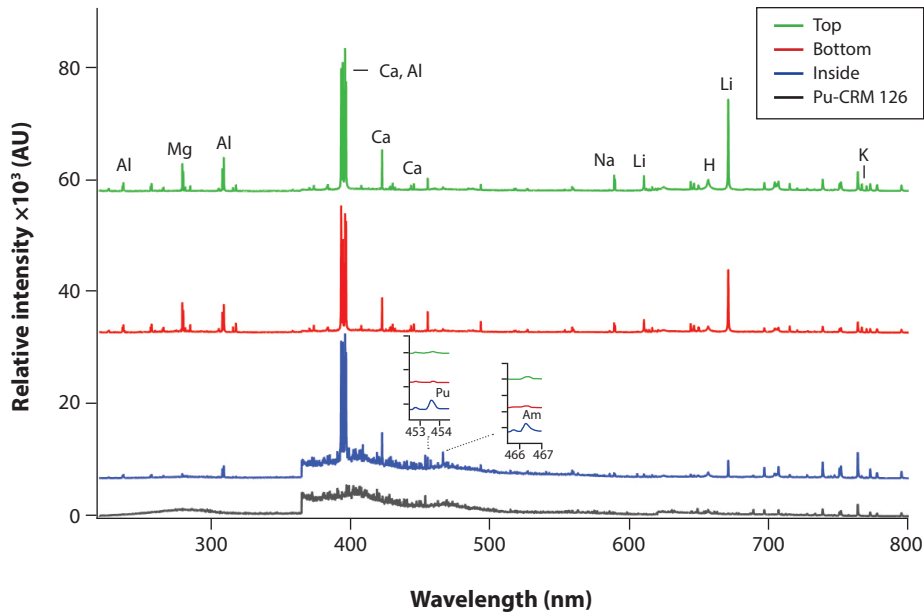 Top
Bottom
Inside
Pu-CRM 126
80
60
40
20
0
Relative intensity ×10³ (AU)
Ca, Al
Li
Al
Mg
Al
Ca
Ca
Na
Li
H
K
Pu
453 454
Am
466 467
300 400 500 600 700 800
Wavelength (nm)